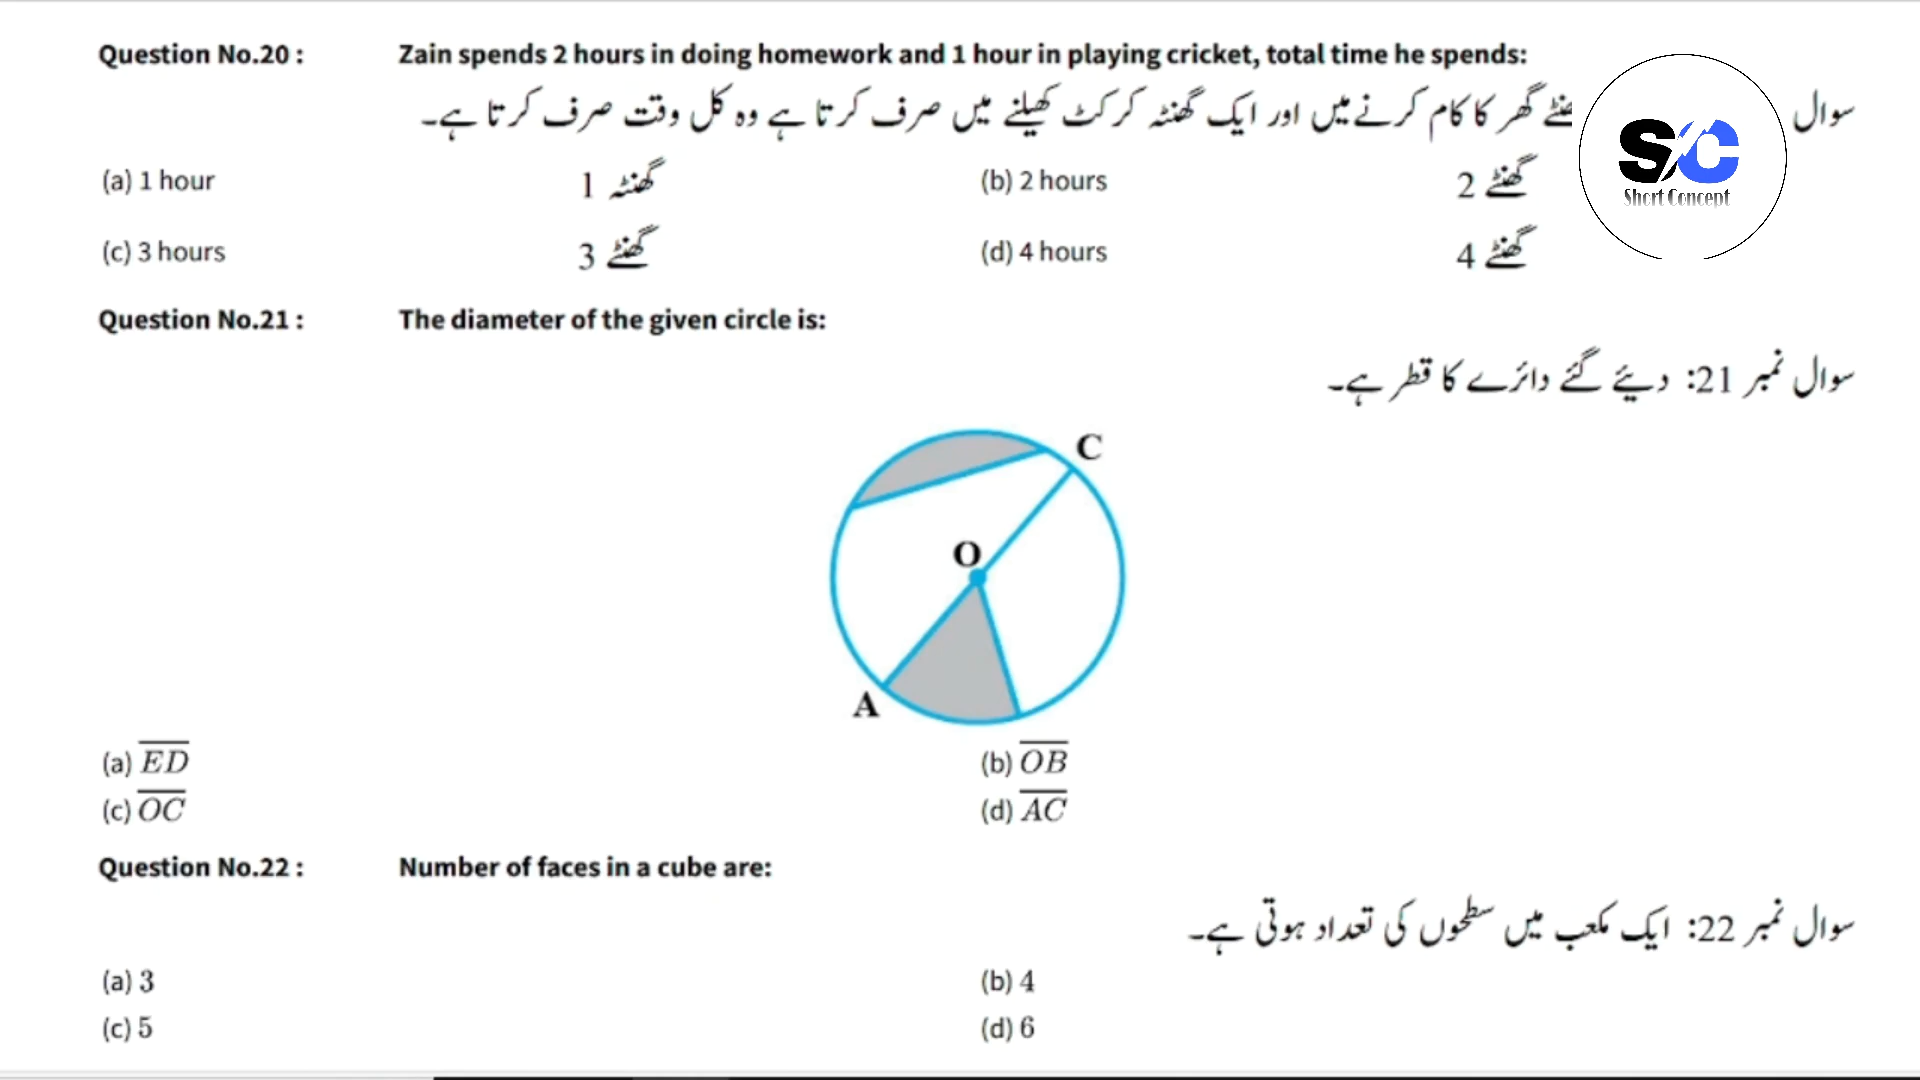 Question No.20 : Zain spends 2 hours in doing homework and 1 hour in playing cricket, total time he spends:
سوال گھر کا کام کرنے میں اور ایک گھنٹہ کرکٹ کھیلنے میں صرف کرتا ہے وہ کل وقت صرف کرتا ہے۔
S/C
Short Concept
(a) 1 hour 1 گھنٹہ (b) 2 hours 2 گھنٹے
(c) 3 hours 3 گھنٹے (d) 4 hours 4 گھنٹے
Question No.21 : The diameter of the given circle is:
سوال نمبر 21: دیئے گئے دائرے کا قطر ہے۔
C
O
A
(a) E̅D̅ (b) O̅B̅
(c) O̅C̅ (d) A̅C̅
Question No.22 : Number of faces in a cube are:
سوال نمبر 22: ایک مکعب میں سطحوں کی تعداد ہوتی ہے۔
(a) 3 (b) 4
(c) 5 (d) 6